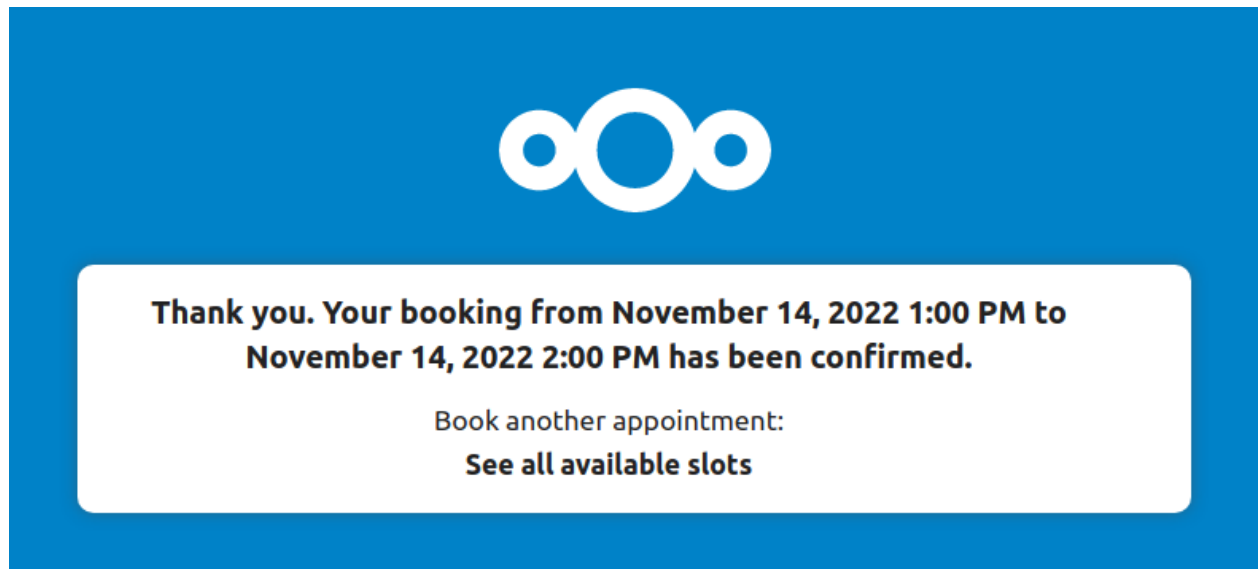 Thank you. Your booking from November 14, 2022 1:00 PM to
November 14, 2022 2:00 PM has been confirmed.
Book another appointment:
See all available slots